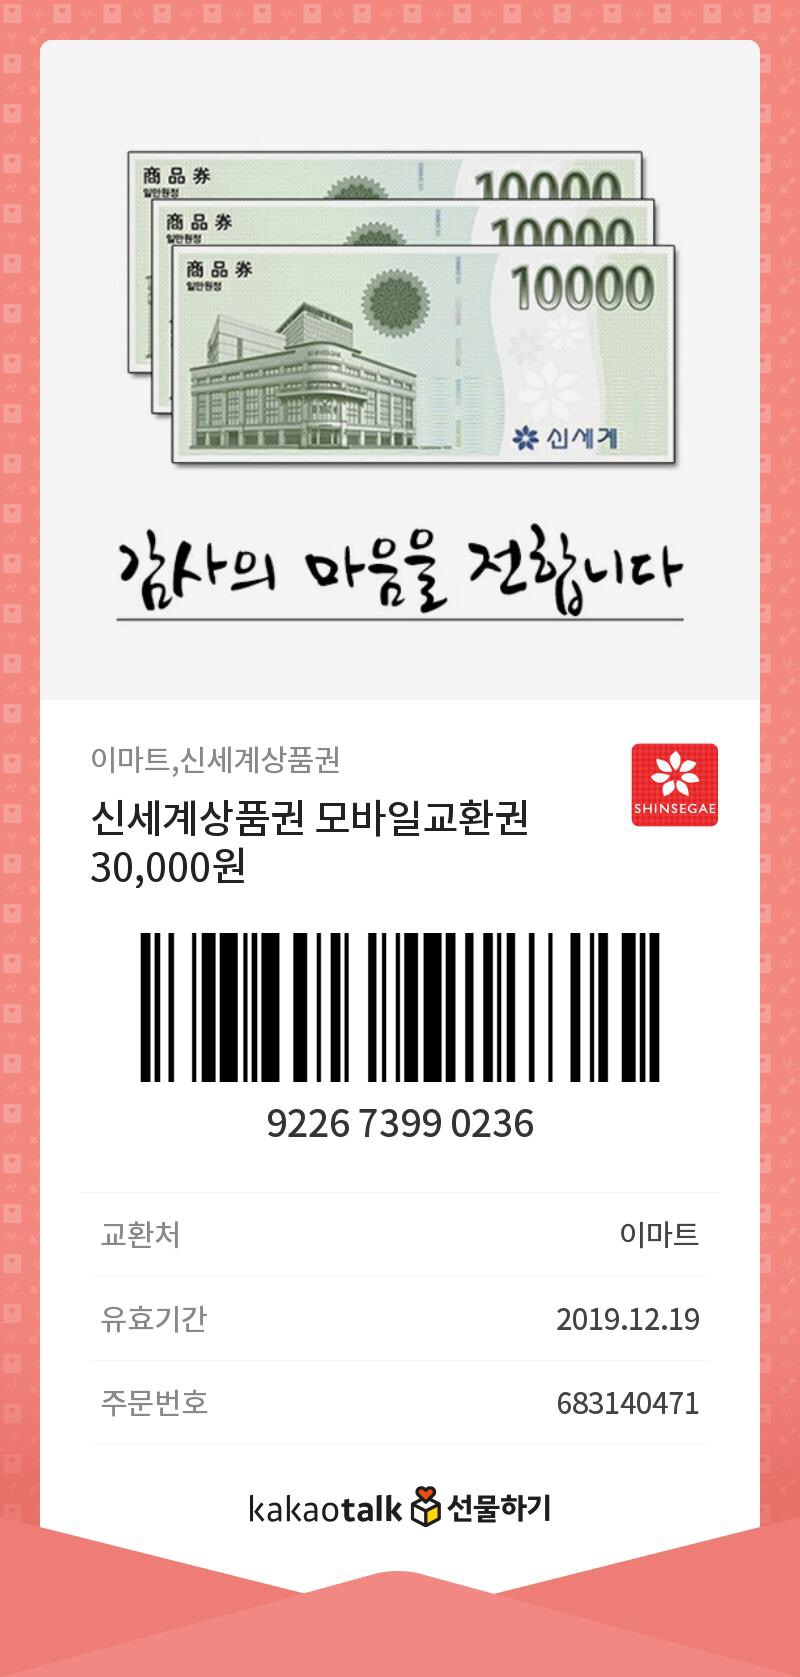 商品券
일만원정
10000
商品券
일만원정
10000
商品券
일만원정
10000
신세계
감사의 마음을 전합니다
이마트,신세계상품권
신세계상품권 모바일교환권
30,000원
SHINSEGAE
9226 7399 0236
교환처 이마트
유효기간 2019.12.19
주문번호 683140471
kakaotalk 선물하기